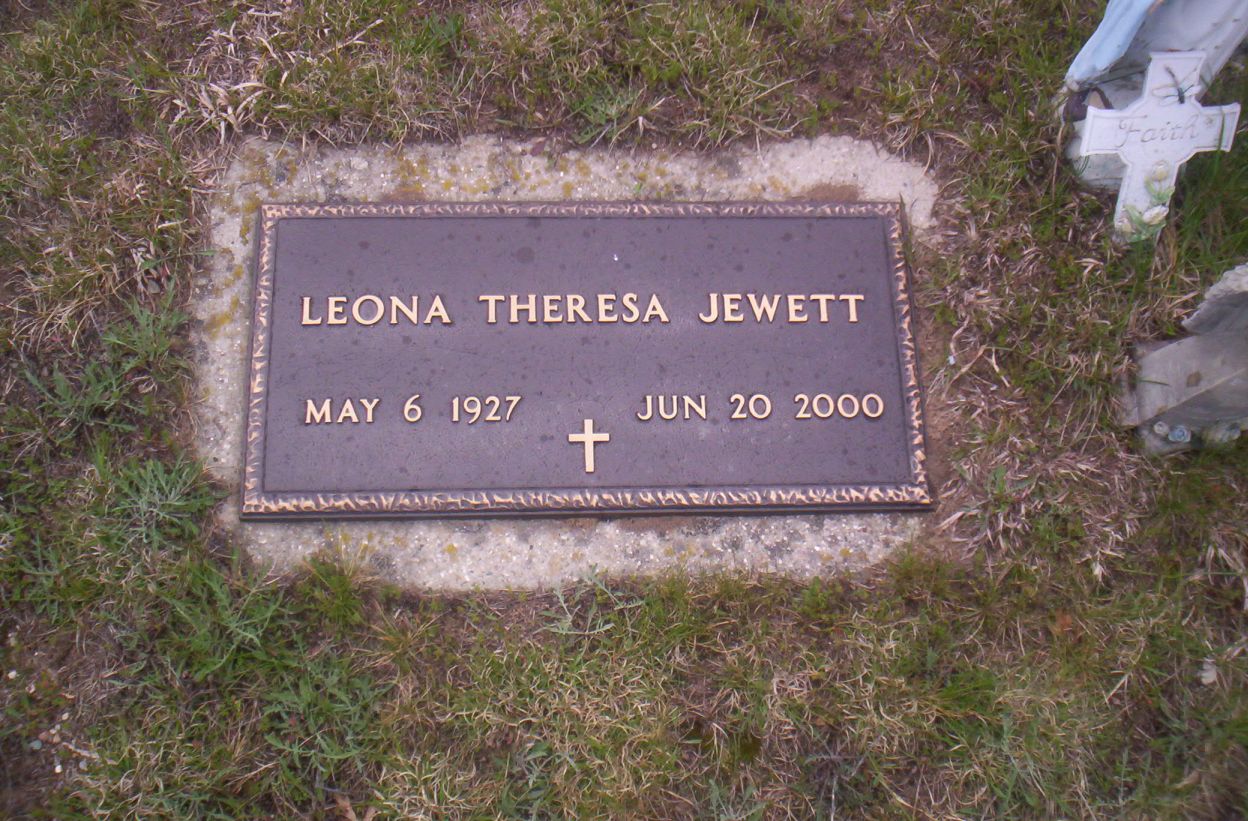 Faith
LEONA THERESA JEWETT
MAY 6 1927 JUN 20 2000